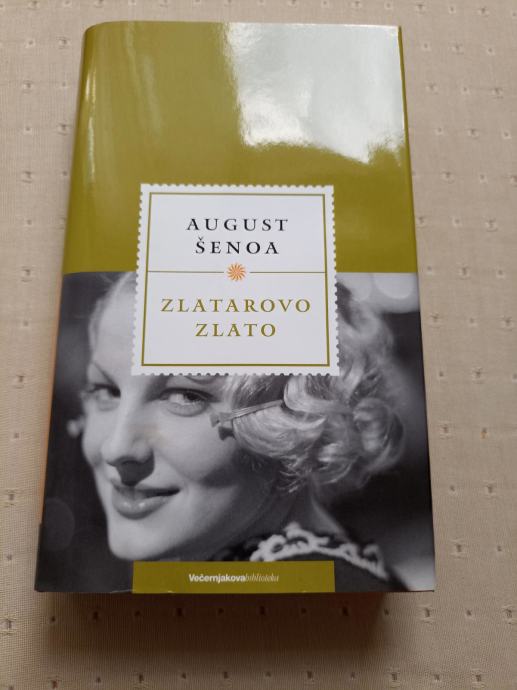 AUGUST
ŠENOA
ZLATAROVO
ZLATO
Večernjakovabiblioteka